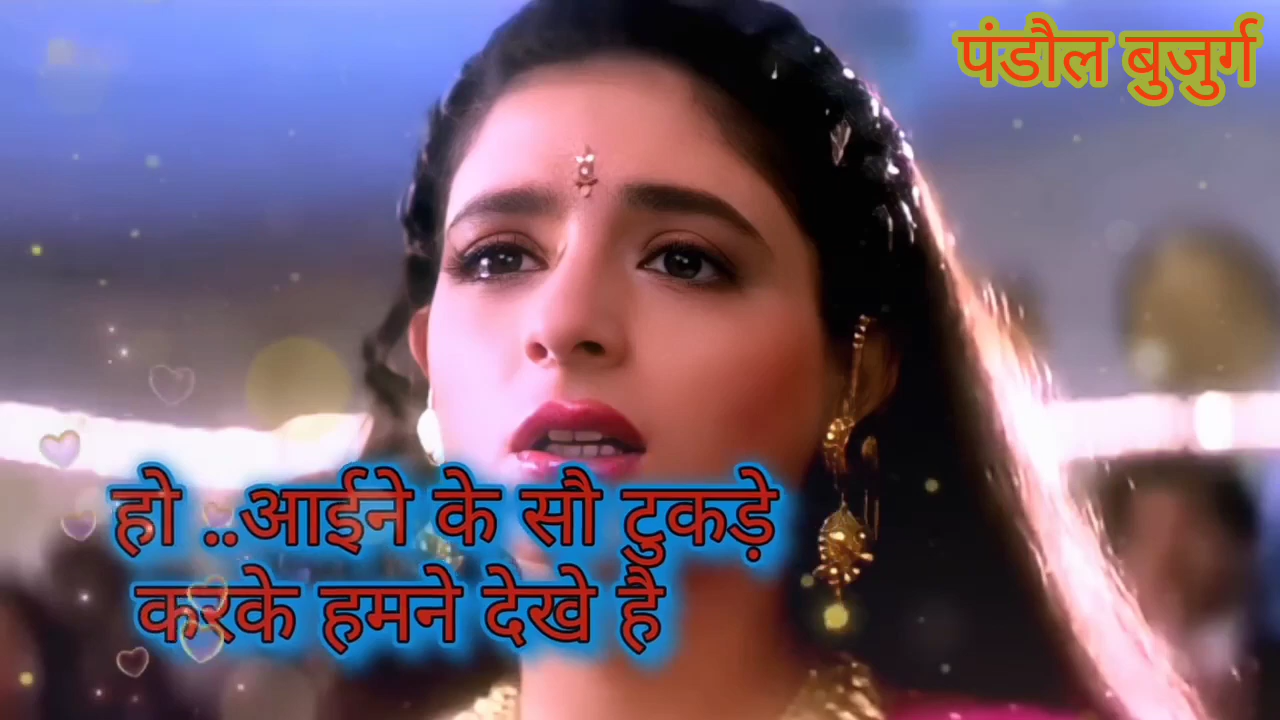 पंडौल बुजुर्ग
हो ..आईने के सौ टुकड़े
करके हमने देखे है